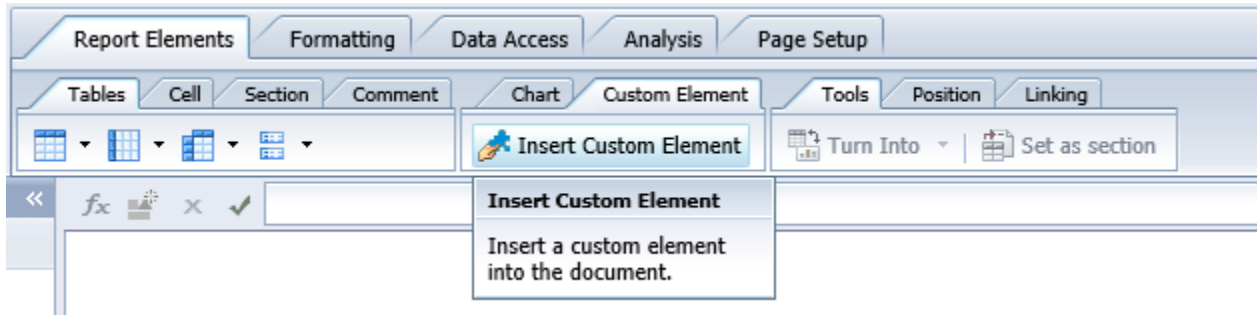 Report Elements Formatting Data Access Analysis Page Setup
Tables Cell Section Comment Chart Custom Element Tools Position Linking
Insert Custom Element Turn Into Set as section
fx
Insert Custom Element
Insert a custom element
into the document.